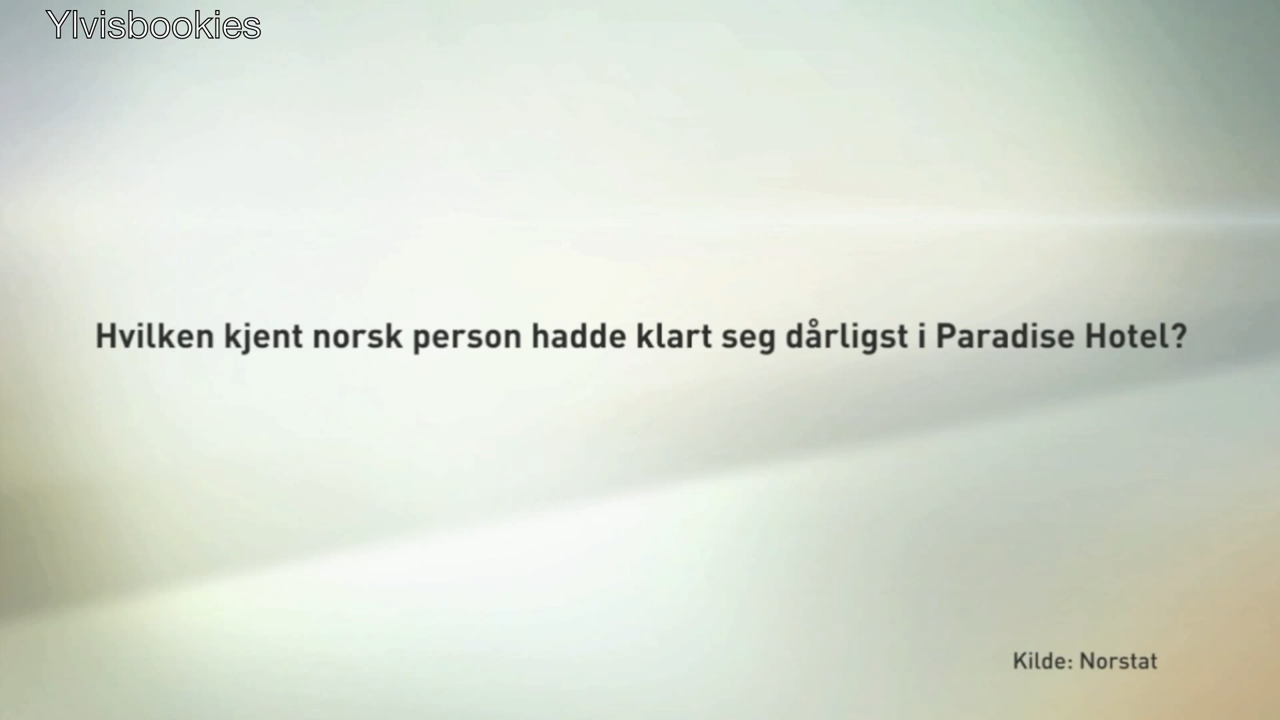 Ylvisbookies
Hvilken kjent norsk person hadde klart seg dårligst i Paradise Hotel?
Kilde: Norstat